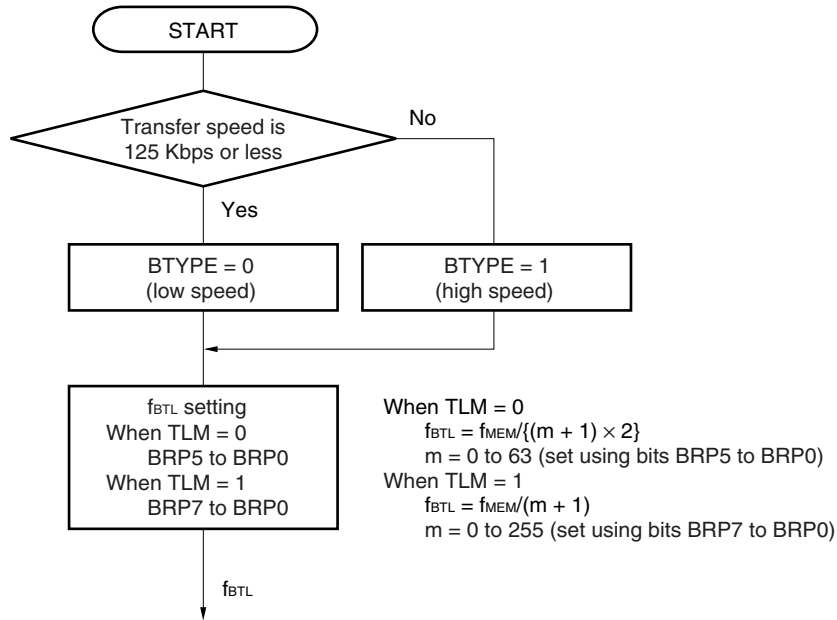 START
Transfer speed is
125 Kbps or less
No
Yes
BTYPE = 0
(low speed)
BTYPE = 1
(high speed)
fBTL setting
When TLM = 0
BRP5 to BRP0
When TLM = 1
BRP7 to BRP0
When TLM = 0
fBTL = fMEM/{(m + 1) × 2}
m = 0 to 63 (set using bits BRP5 to BRP0)
When TLM = 1
fBTL = fMEM/(m + 1)
m = 0 to 255 (set using bits BRP7 to BRP0)
fBTL